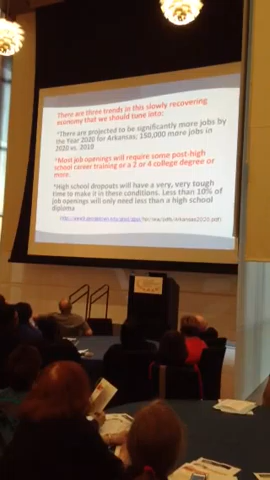 There are three trends in this slowly recovering
economy that we should tune into:
*There are projected to be significantly more jobs by
the Year 2020 for Arkansas; 150,000 more jobs in
2020 vs. 2010
*Most job openings will require some post-high
school career training or a 2 or 4 college degree or
more.
*High school dropouts will have a very, very tough
time to make it in these conditions. Less than 10% of
job openings will only need less than a high school
diploma